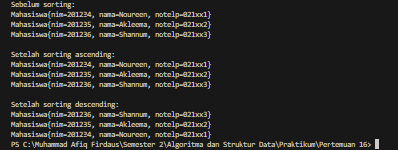 Sebelum sorting:
Mahasiswa{nim=201234, nama=Noureen, notelp=021xx1}
Mahasiswa{nim=201235, nama=Akleema, notelp=021xx2}
Mahasiswa{nim=201236, nama=Shannum, notelp=021xx3}
Setelah sorting ascending:
Mahasiswa{nim=201234, nama=Noureen, notelp=021xx1}
Mahasiswa{nim=201235, nama=Akleema, notelp=021xx2}
Mahasiswa{nim=201236, nama=Shannum, notelp=021xx3}
Setelah sorting descending:
Mahasiswa{nim=201236, nama=Shannum, notelp=021xx3}
Mahasiswa{nim=201235, nama=Akleema, notelp=021xx2}
Mahasiswa{nim=201234, nama=Noureen, notelp=021xx1}
PS C:\Muhammad Afiq Firdaus\Semester 2\Algoritma dan Struktur Data\Praktikum\Pertemuan 16>